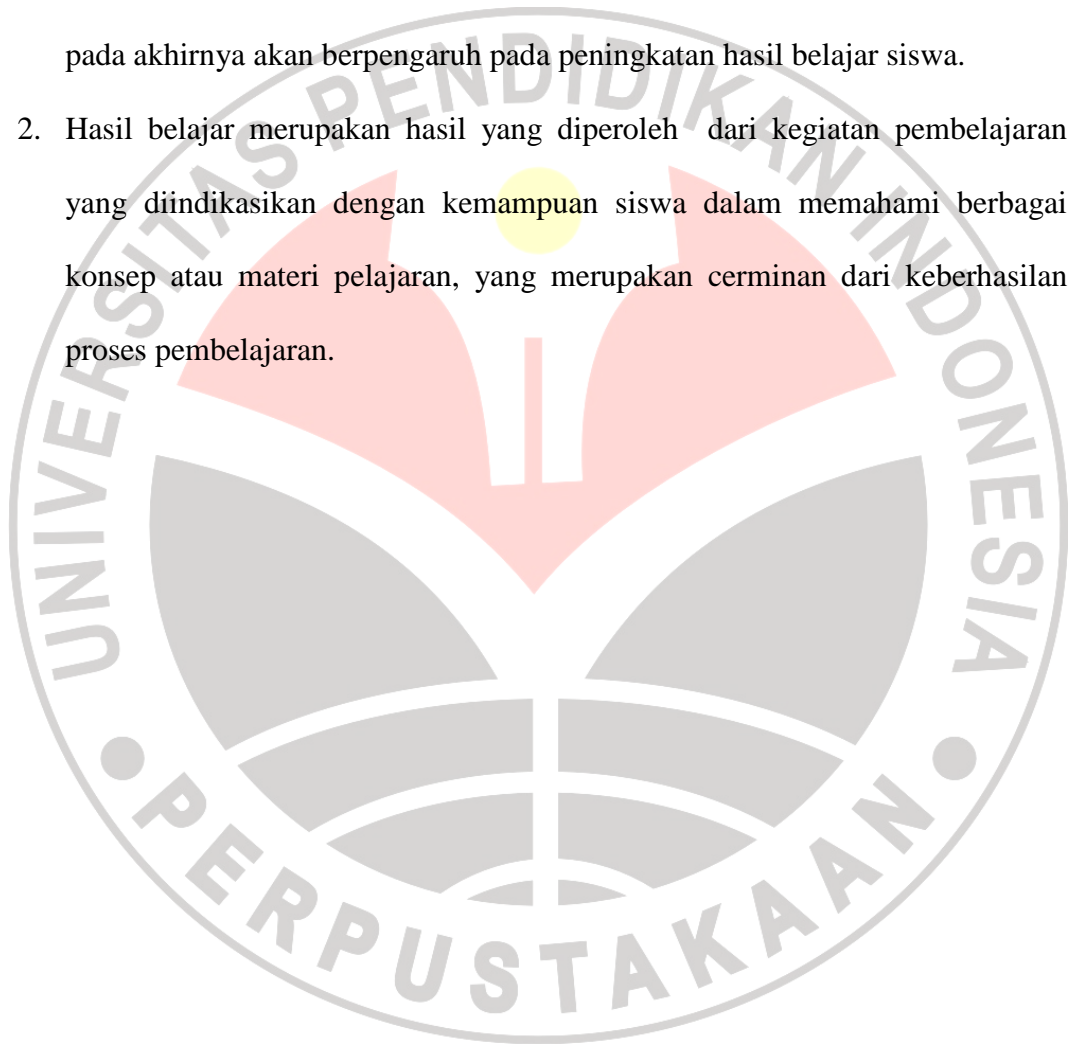 pada akhirnya akan berpengaruh pada peningkatan hasil belajar siswa.
2. Hasil belajar merupakan hasil yang diperoleh dari kegiatan pembelajaran
yang diindikasikan dengan kemampuan siswa dalam memahami berbagai
konsep atau materi pelajaran, yang merupakan cerminan dari keberhasilan
proses pembelajaran.
UNIVERSITAS PENDIDIKAN INDONESIA
PERPUSTAKAAN